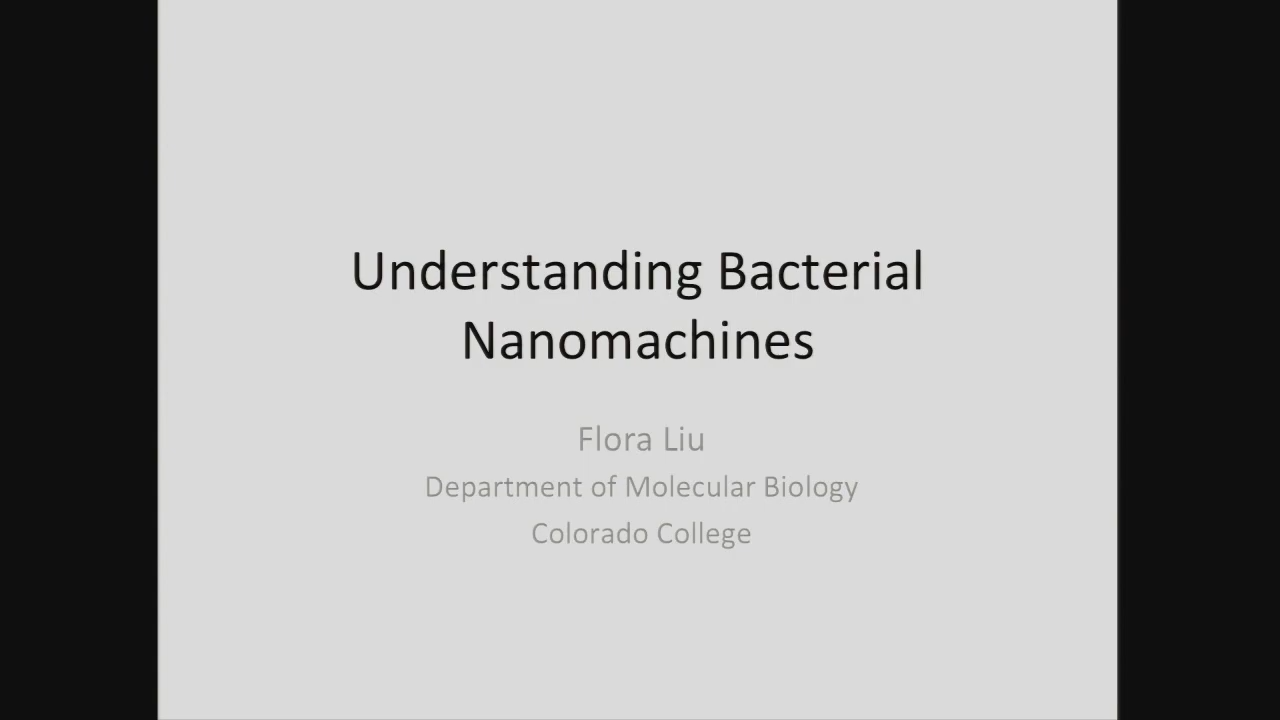 Understanding Bacterial
Nanomachines
Flora Liu
Department of Molecular Biology
Colorado College